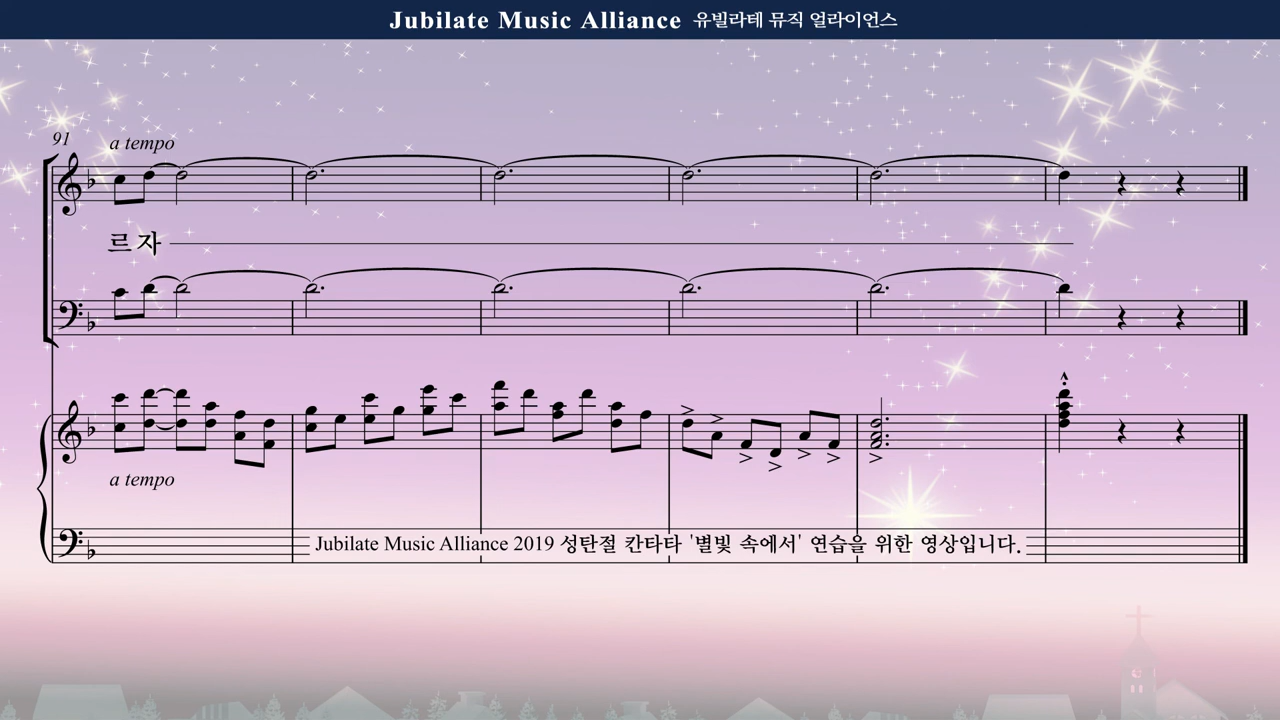 Jubilate Music Alliance 유빌라테 뮤직 얼라이언스
91
a tempo
르 자
a tempo
Jubilate Music Alliance 2019 성탄절 칸타타 '별빛 속에서' 연습을 위한 영상입니다.